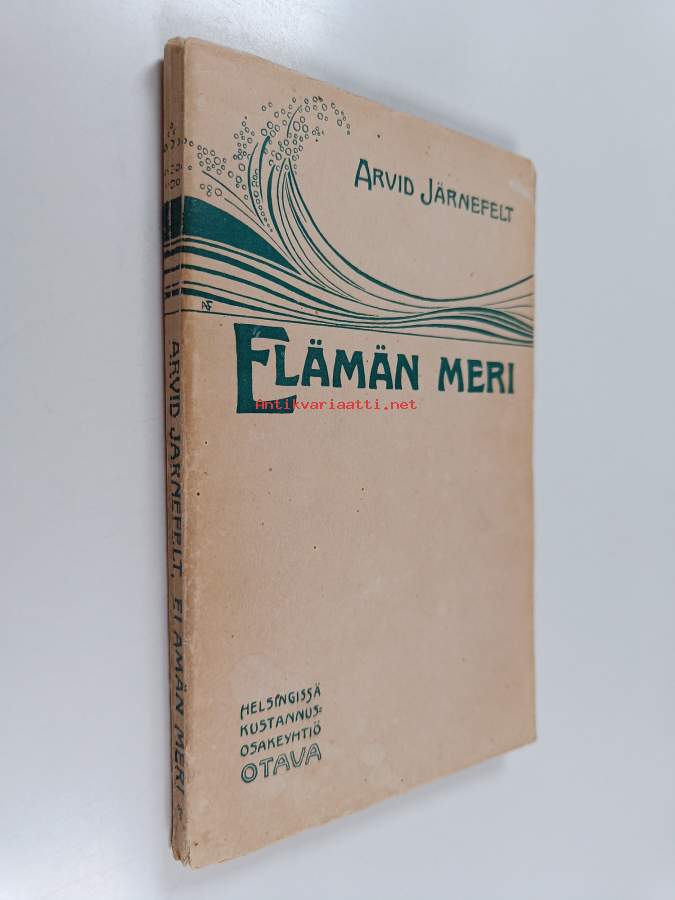 ARVID JÄRNEFELT
ELÄMÄN MERI
Antikvariaatti.net
HELSINGISSÄ
KUSTANNUS=
OSAKEYHTIÖ
OTAVA
ARVID JÄRNEFELT. ELÄMÄN MERI